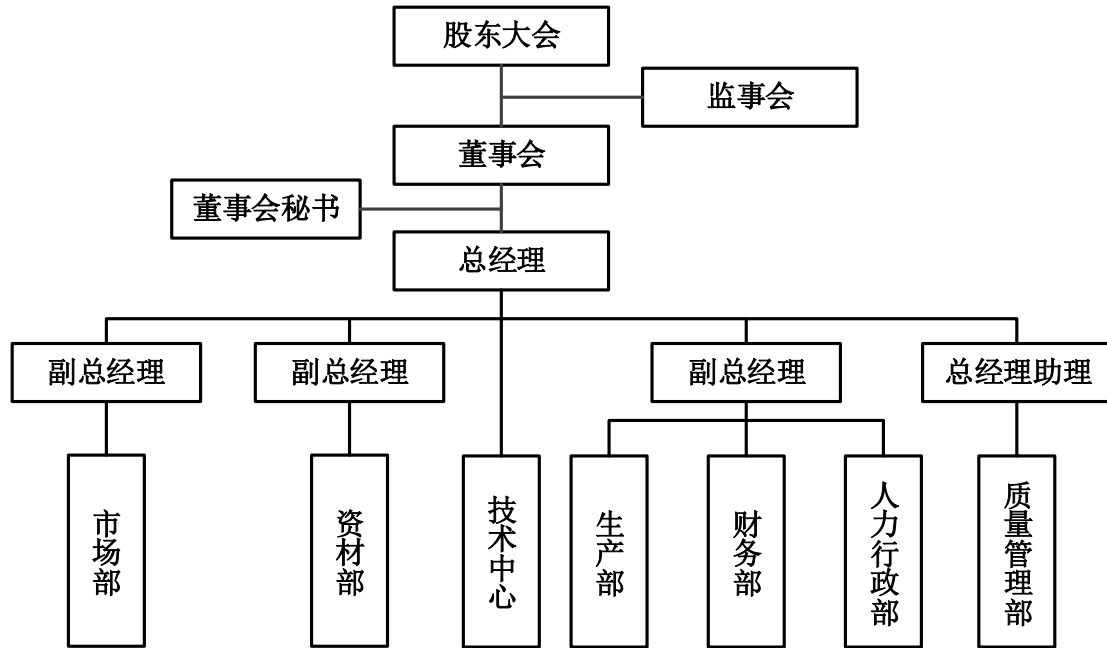 股东大会
监事会
董事会
董事会秘书
总经理
副总经理
副总经理
副总经理
总经理助理
市场部
资材部
技术中心
生产部
财务部
人力行政部
质量管理部